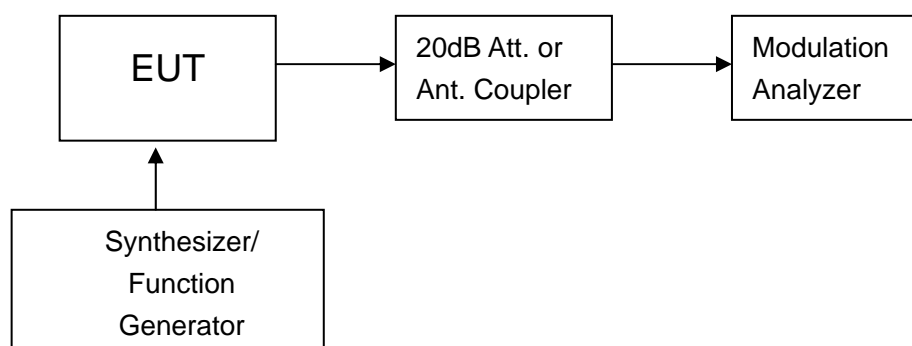 EUT
20dB Att. or
Ant. Coupler
Modulation
Analyzer
Synthesizer/
Function
Generator